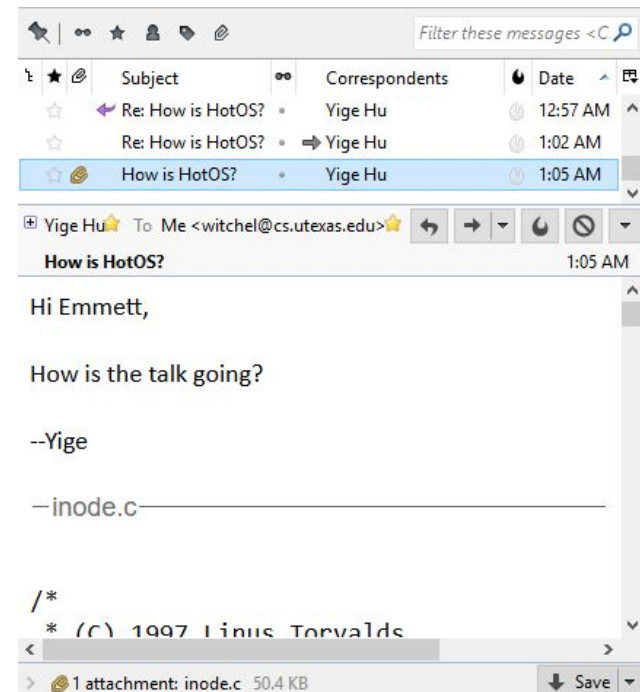 Filter these messages <C
Subject Correspondents Date
Re: How is HotOS? Yige Hu 12:57 AM
Re: How is HotOS? Yige Hu 1:02 AM
How is HotOS? Yige Hu 1:05 AM
Yige Hu To Me <witchel@cs.utexas.edu>
How is HotOS? 1:05 AM
Hi Emmett,
How is the talk going?
--Yige
inode.c
/*
* (C) 1997 Linus Torvalds
1 attachment: inode.c 50.4 KB Save